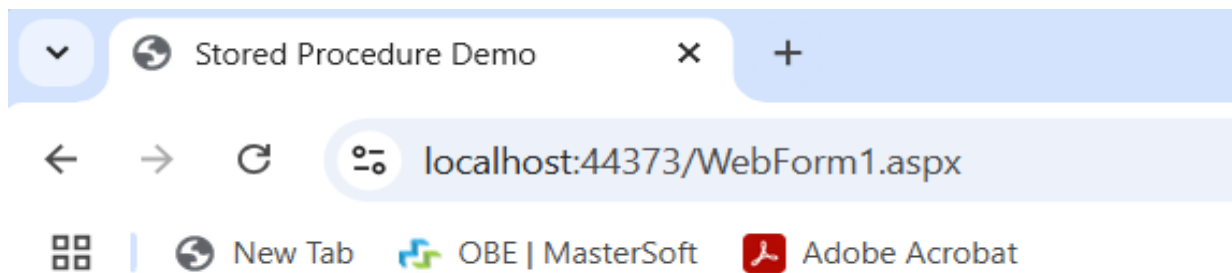 Stored Procedure Demo
localhost:44373/WebForm1.aspx
New Tab OBE | MasterSoft Adobe Acrobat